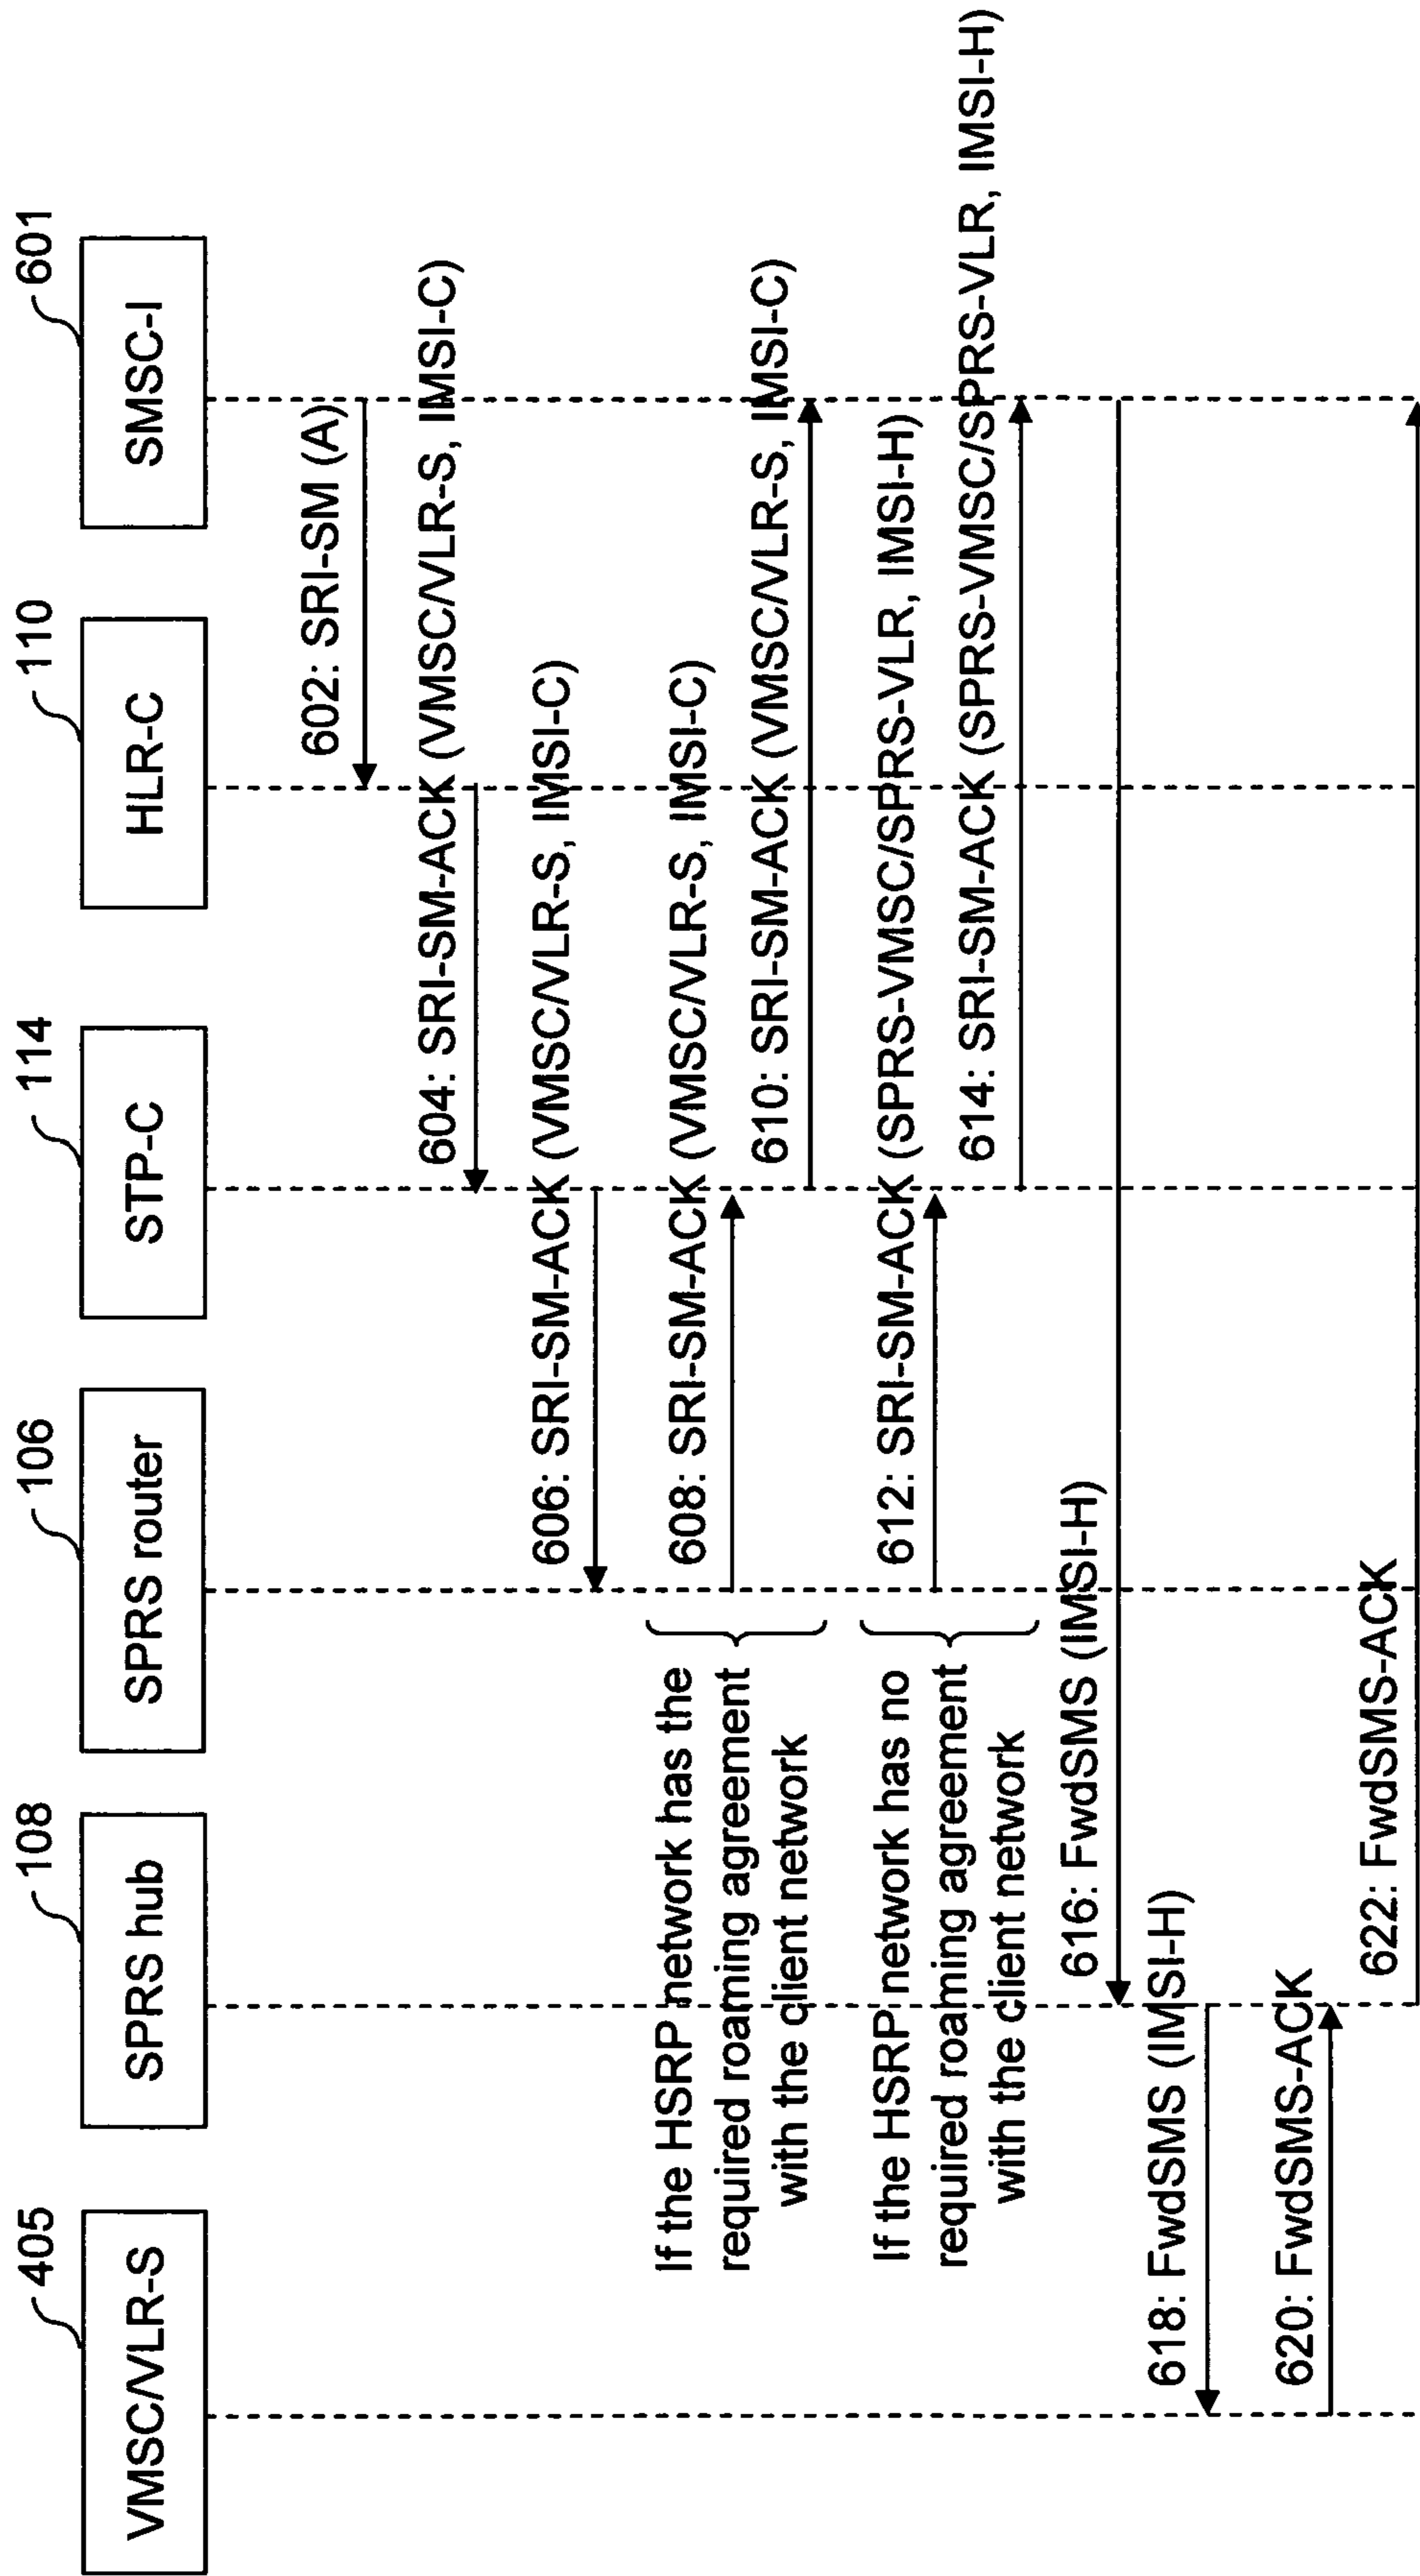 405
108
106
114
110
601
VMSC/VLR-S
SPRS hub
SPRS router
STP-C
HLR-C
SMSC-I
602: SRI-SM (A)
604: SRI-SM-ACK (VMSC/VLR-S, IMSI-C)
606: SRI-SM-ACK (VMSC/VLR-S, IMSI-C)
If the HSRP network has the
required roaming agreement
with the client network
608: SRI-SM-ACK (VMSC/VLR-S, IMSI-C)
610: SRI-SM-ACK (VMSC/VLR-S, IMSI-C)
If the HSRP network has no
required roaming agreement
with the client network
612: SRI-SM-ACK (SPRS-VMSC/SPRS-VLR, IMSI-H)
614: SRI-SM-ACK (SPRS-VMSC/SPRS-VLR, IMSI-H)
616: FwdSMS (IMSI-H)
618: FwdSMS (IMSI-H)
620: FwdSMS-ACK
622: FwdSMS-ACK